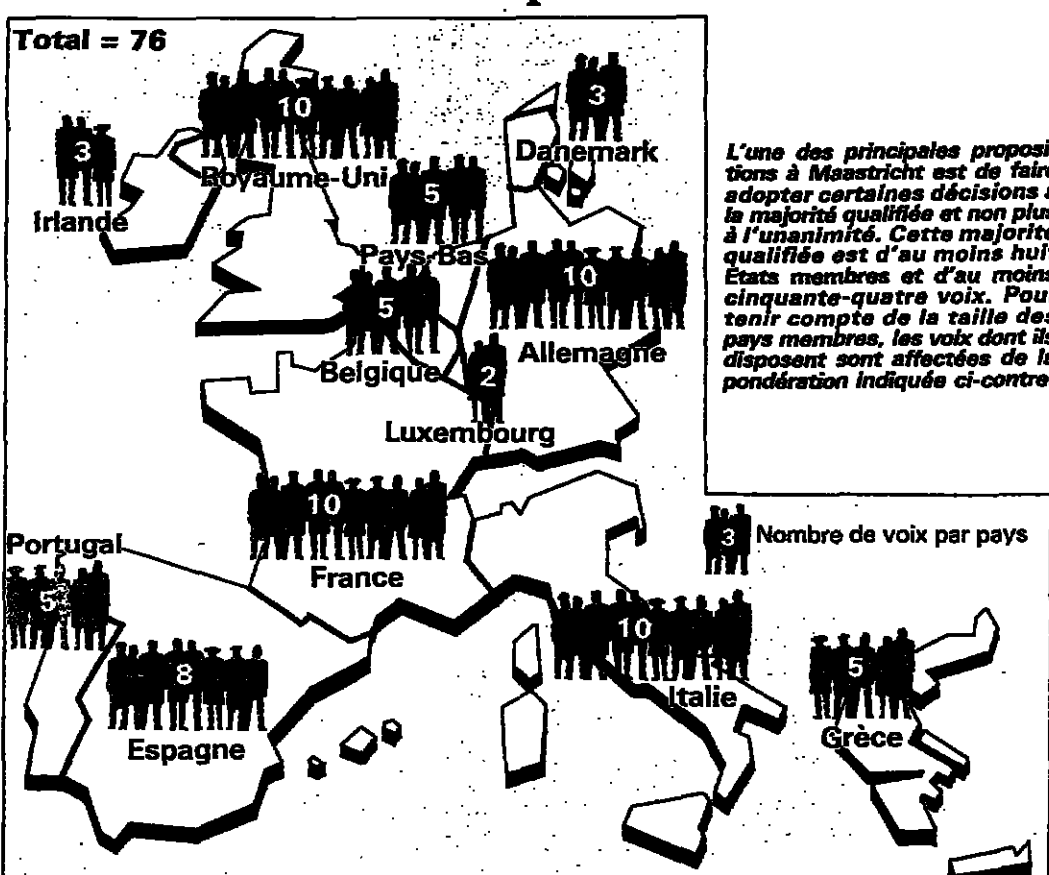 Total = 76
3
Irlande
10
Royaume-Uni
3
Danemark
5
Pays-Bas
10
Allemagne
5
Belgique
2
Luxembourg
10
France
Portugal
5
8
Espagne
10
Italie
5
Grèce
3 Nombre de voix par pays
L'une des principales proposi
tions à Maastricht est de faire
adopter certaines décisions à
la majorité qualifiée et non plus
à l'unanimité. Cette majorité
qualifiée est d'au moins hui
Etats membres et d'au moins
cinquante-quatre voix. Pou
tenir compte de la taille des
pays membres, les voix dont ils
disposent sont affectées de la
pondération indiquée ci-contre